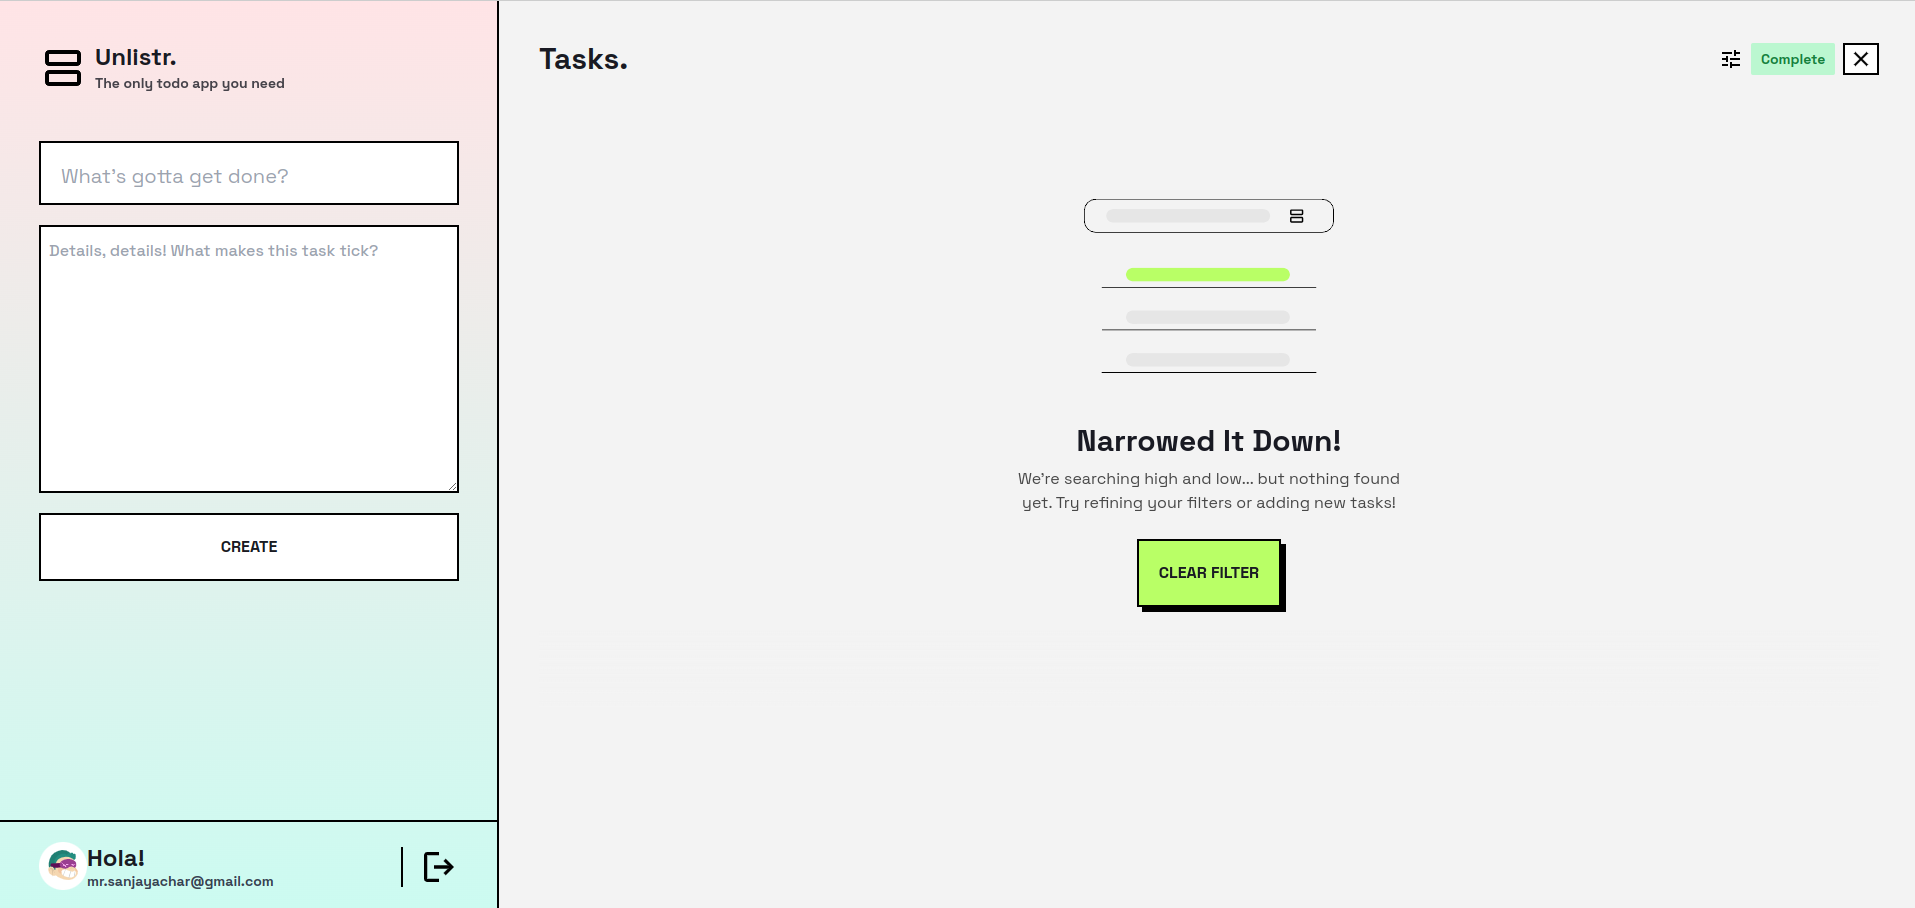 Unlistr.
The only todo app you need
What's gotta get done?
Details, details! What makes this task tick?
CREATE
Hola!
mr.sanjayachar@gmail.com
Tasks.
Complete
Narrowed It Down!
We're searching high and low... but nothing found
yet. Try refining your filters or adding new tasks!
CLEAR FILTER